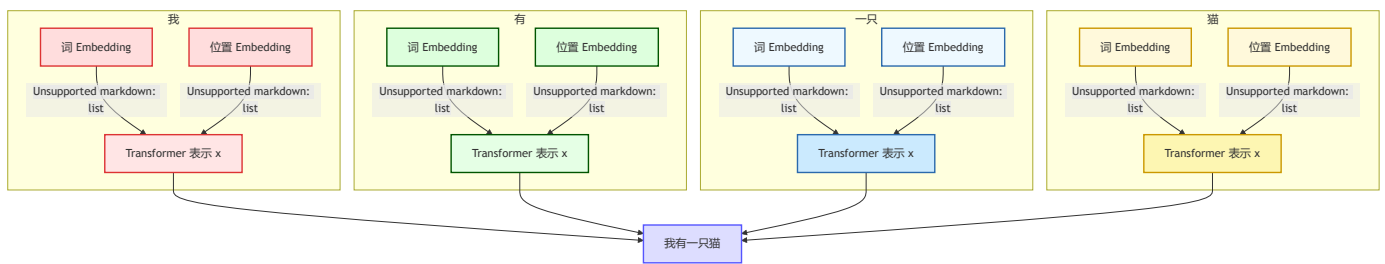 我
有
一只
猫
词 Embedding
位置 Embedding
词 Embedding
位置 Embedding
词 Embedding
位置 Embedding
词 Embedding
位置 Embedding
Unsupported markdown:
list
Unsupported markdown:
list
Unsupported markdown:
list
Unsupported markdown:
list
Unsupported markdown:
list
Unsupported markdown:
list
Unsupported markdown:
list
Unsupported markdown:
list
Transformer 表示 x
Transformer 表示 x
Transformer 表示 x
Transformer 表示 x
我有一只猫